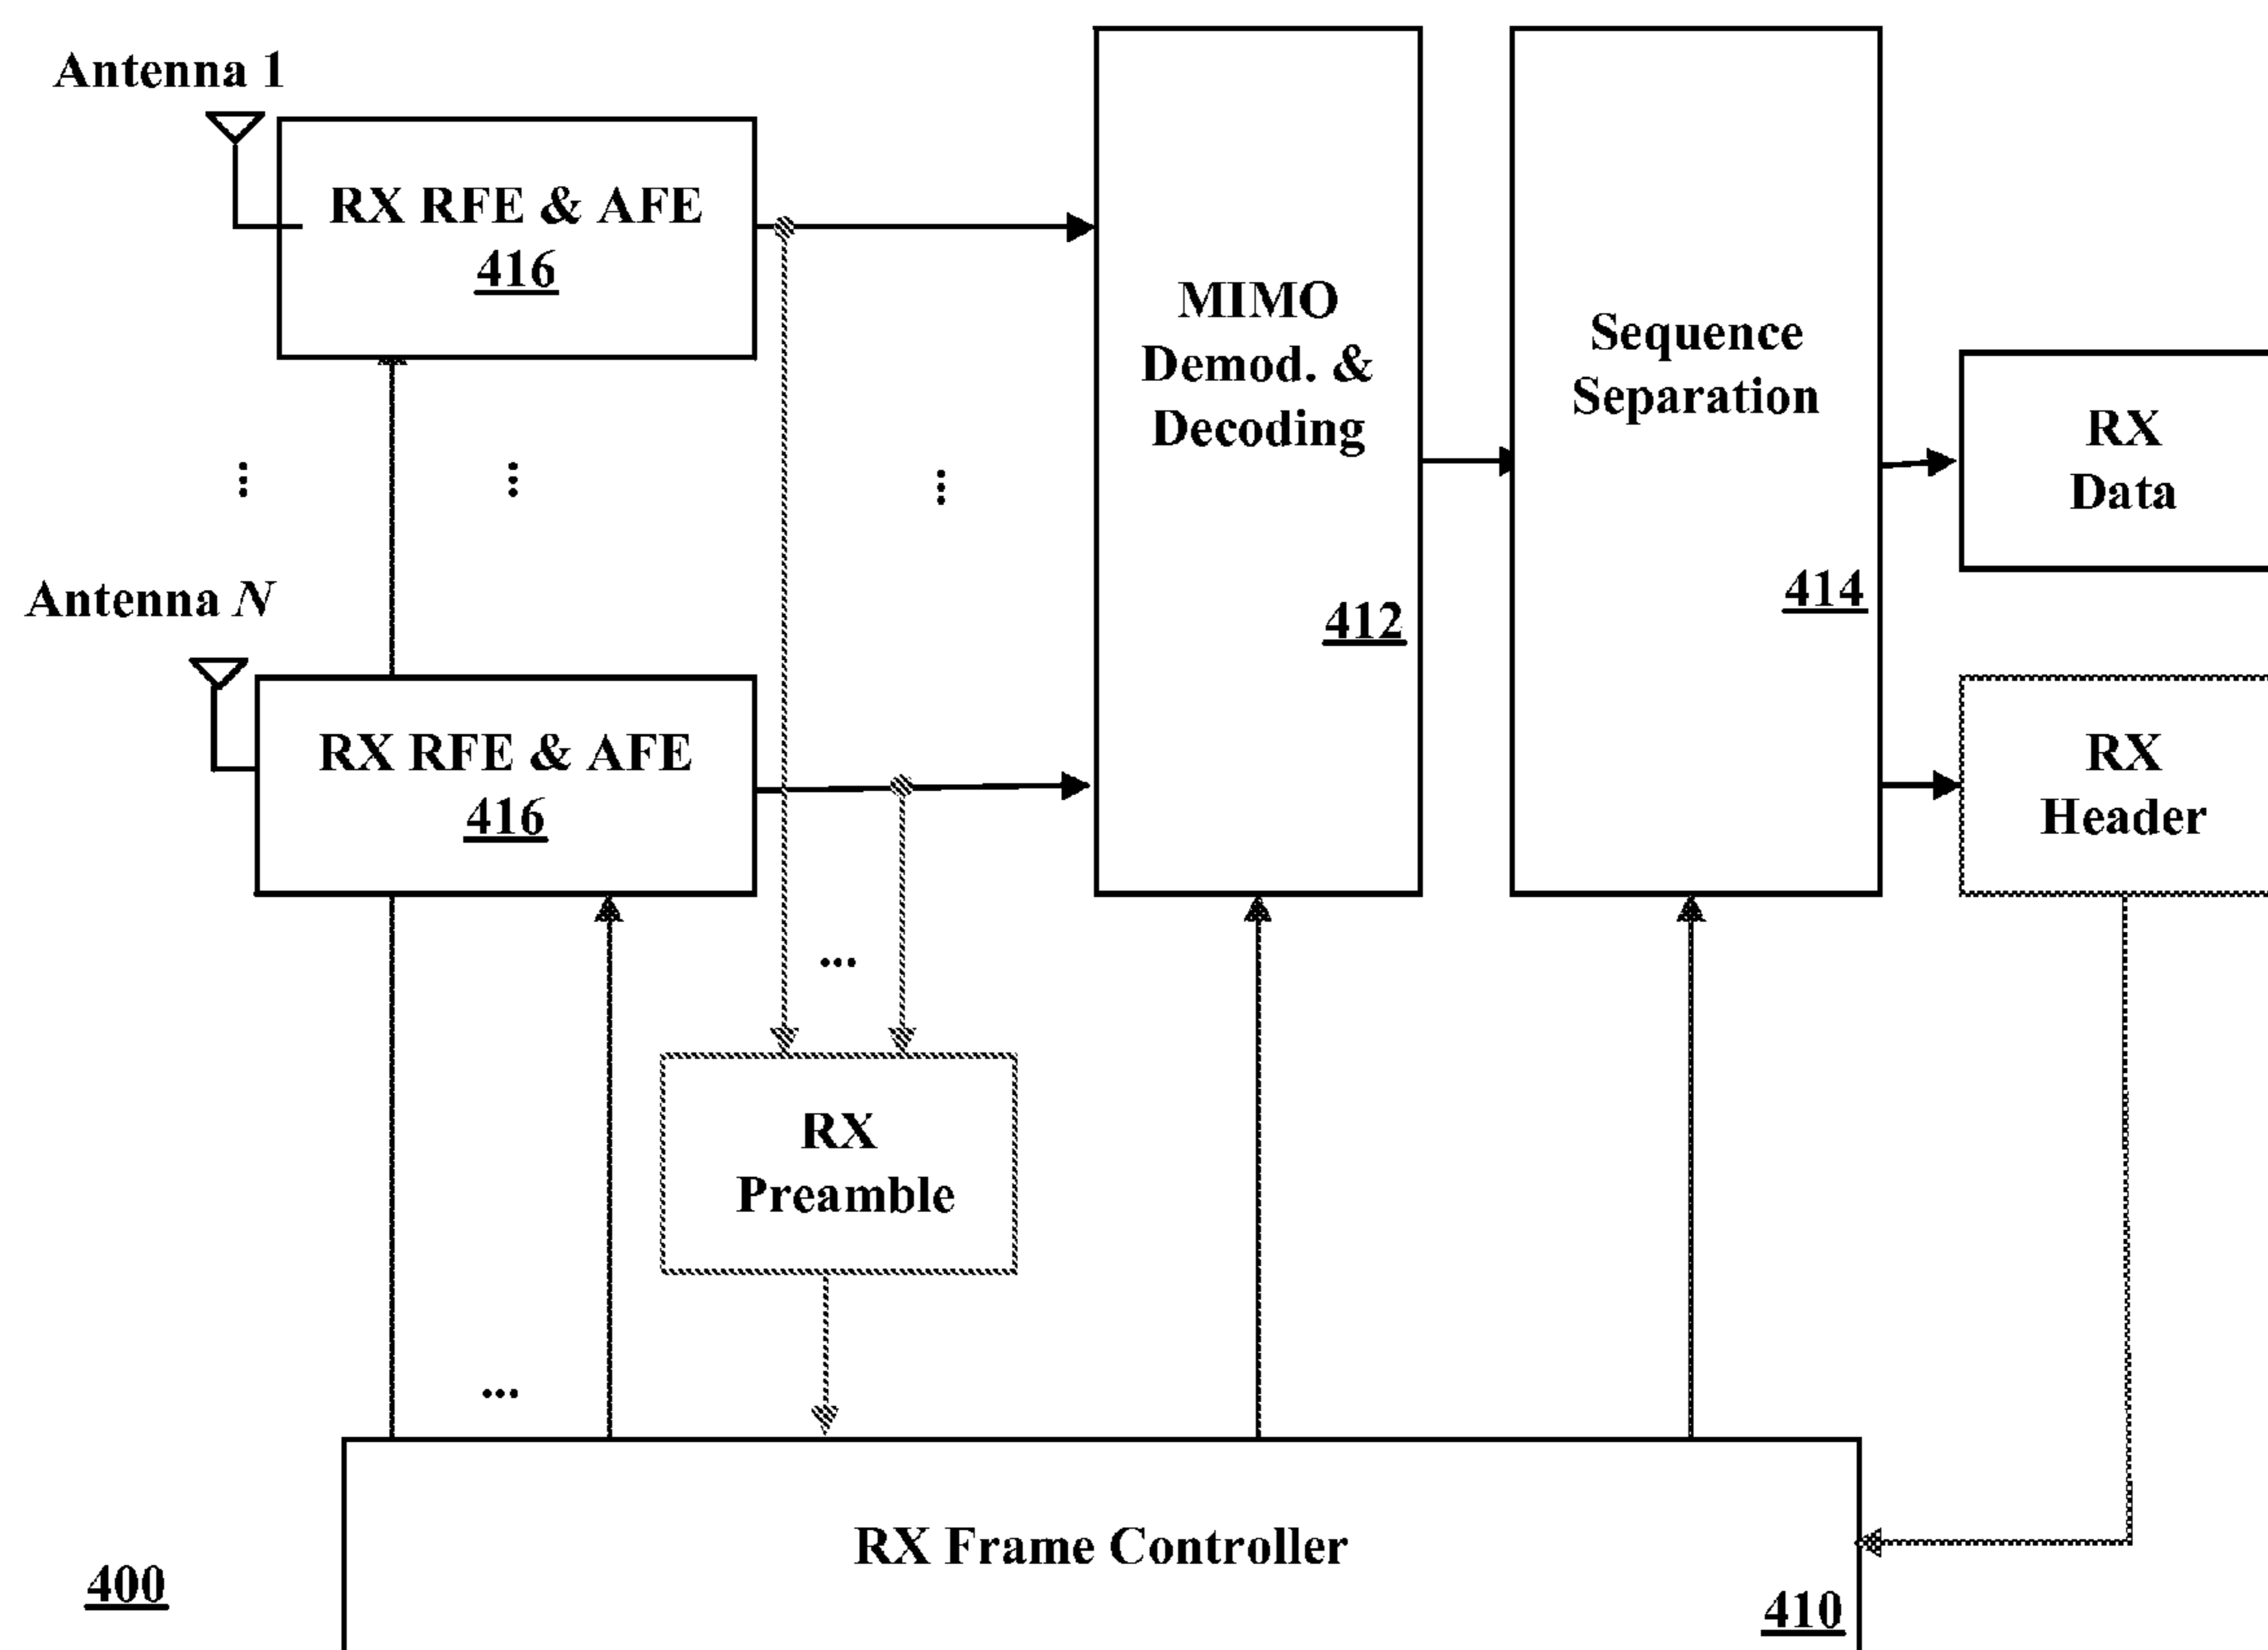 Antenna 1
RX RFE & AFE
416
MIMO
Demod. &
Decoding
412
Sequence
Separation
414
RX
Data
Antenna N
RX RFE & AFE
416
RX
Header
RX
Preamble
RX Frame Controller
410
400